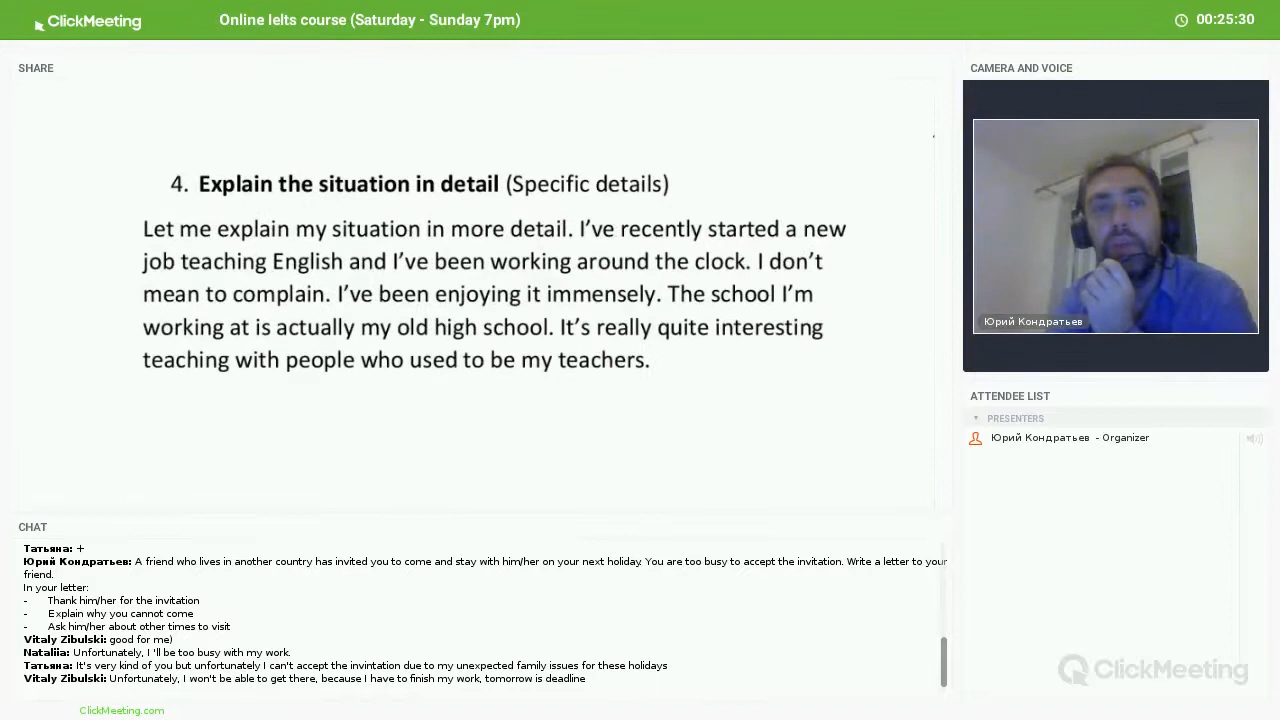 ClickMeeting
Online Ielts course (Saturday - Sunday 7pm)
00:25:30
SHARE
4. Explain the situation in detail (Specific details)
Let me explain my situation in more detail. I've recently started a new
job teaching English and I've been working around the clock. I don't
mean to complain. I've been enjoying it immensely. The school I'm
working at is actually my old high school. It's really quite interesting
teaching with people who used to be my teachers.
CAMERA AND VOICE
Юрий Кондратьев
ATTENDEE LIST
PRESENTERS
Юрий Кондратьев - Organizer
CHAT
Татьяна: +
Юрий Кондратьев: A friend who lives in another country has invited you to come and stay with him/her on your next holiday. You are too busy to accept the invitation. Write a letter to your
friend.
In your letter:
- Thank him/her for the invitation
- Explain why you cannot come
- Ask him/her about other times to visit
Vitaly Zibulski: good for me)
Nataliia: Unfortunately, I 'll be too busy with my work.
Татьяна: It's very kind of you but unfortunately I can't accept the invintation due to my unexpected family issues for these holidays
Vitaly Zibulski: Unfortunately, I won't be able to get there, because I have to finish my work, tomorrow is deadline
ClickMeeting
ClickMeeting.com